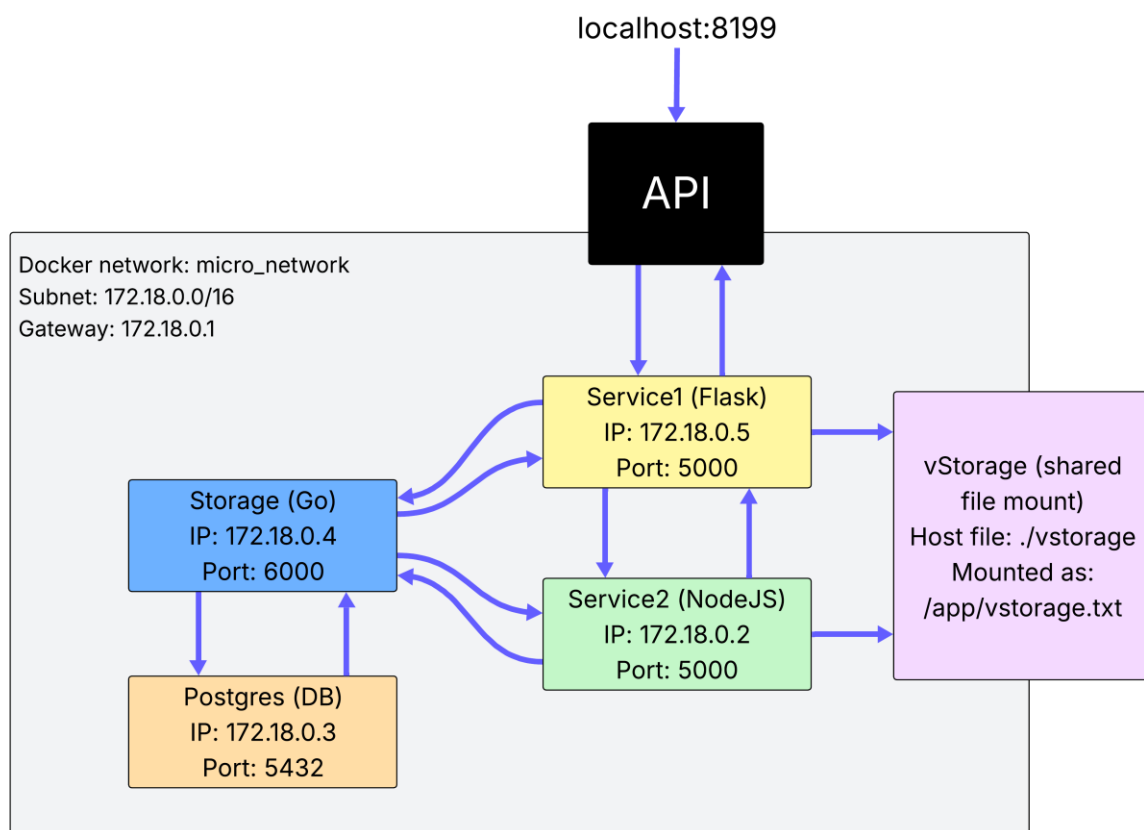 localhost:8199
API
Docker network: micro_network
Subnet: 172.18.0.0/16
Gateway: 172.18.0.1
Service1 (Flask)
IP: 172.18.0.5
Port: 5000
Storage (Go)
IP: 172.18.0.4
Port: 6000
Service2 (NodeJS)
IP: 172.18.0.2
Port: 5000
Postgres (DB)
IP: 172.18.0.3
Port: 5432
vStorage (shared
file mount)
Host file: ./vstorage
Mounted as:
/app/vstorage.txt